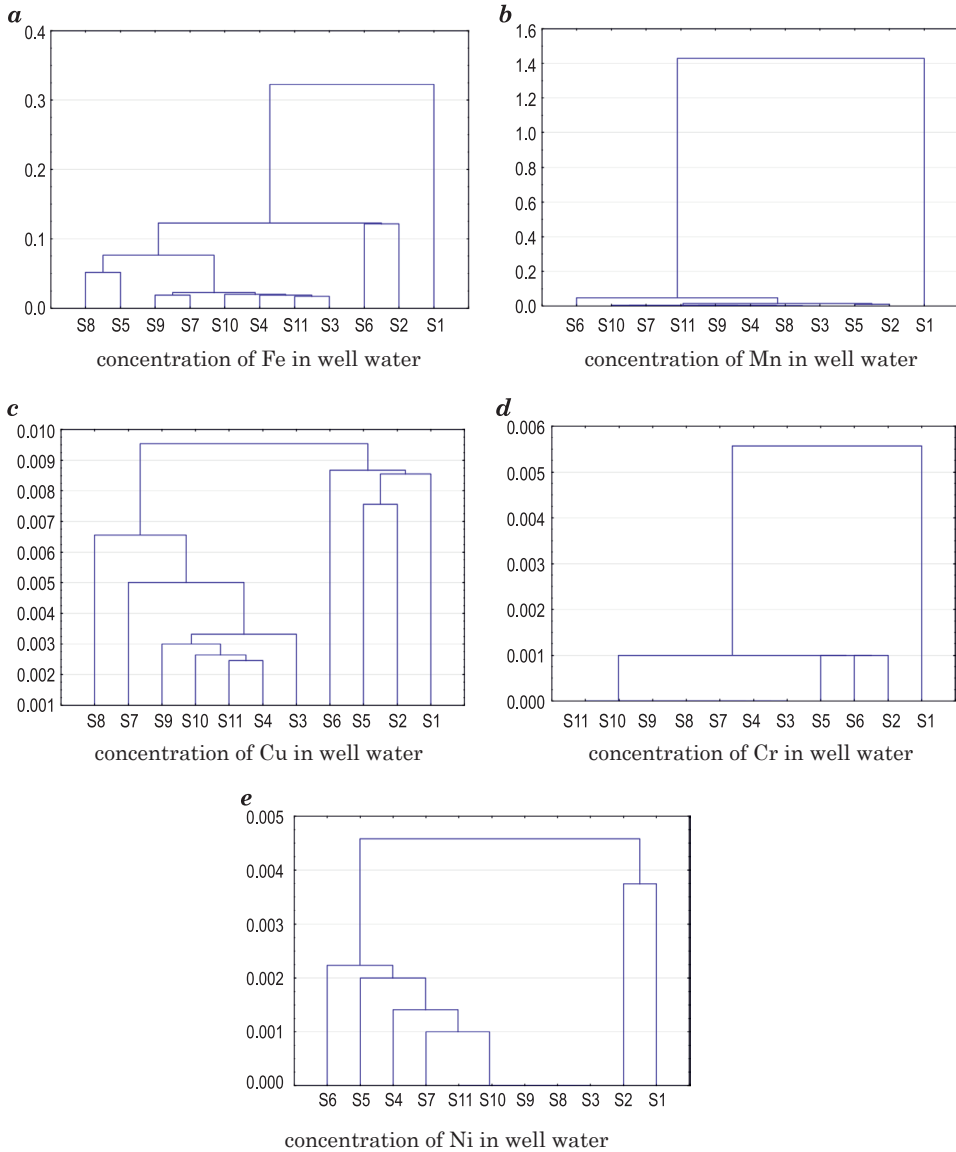 a
0.4
0.3
0.2
0.1
0.0
S8 S5 S9 S7 S10 S4 S11 S3 S6 S2 S1
concentration of Fe in well water
b
1.6
1.4
1.2
1.0
0.8
0.6
0.4
0.2
0.0
S6 S10 S7 S11 S9 S4 S8 S3 S5 S2 S1
concentration of Mn in well water
c
0.010
0.009
0.008
0.007
0.006
0.005
0.004
0.003
0.002
0.001
S8 S7 S9 S10 S11 S4 S3 S6 S5 S2 S1
concentration of Cu in well water
d
0.006
0.005
0.004
0.003
0.002
0.001
0.000
S11 S10 S9 S8 S7 S4 S3 S5 S6 S2 S1
concentration of Cr in well water
e
0.005
0.004
0.003
0.002
0.001
0.000
S6 S5 S4 S7 S11 S10 S9 S8 S3 S2 S1
concentration of Ni in well water